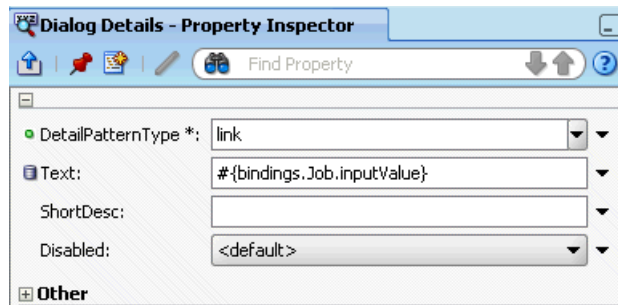 Dialog Details - Property Inspector
Find Property
DetailPatternType *: link
Text: #{bindings.Job.inputValue}
ShortDesc:
Disabled: <default>
Other